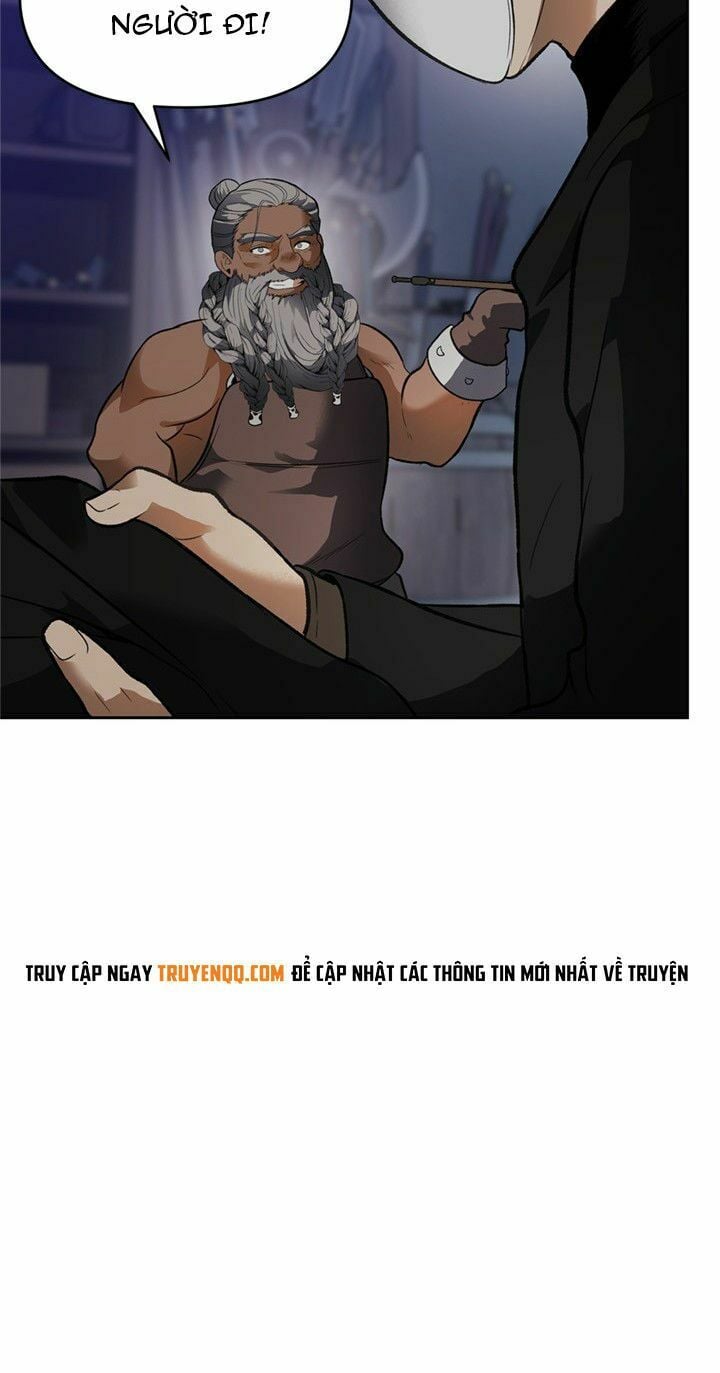 NGƯỜI ĐI!
TRUY CẬP NGAY TRUYENQQ.COM ĐỂ CẬP NHẬT CÁC THÔNG TIN MỚI NHẤT VỀ TRUYỆN